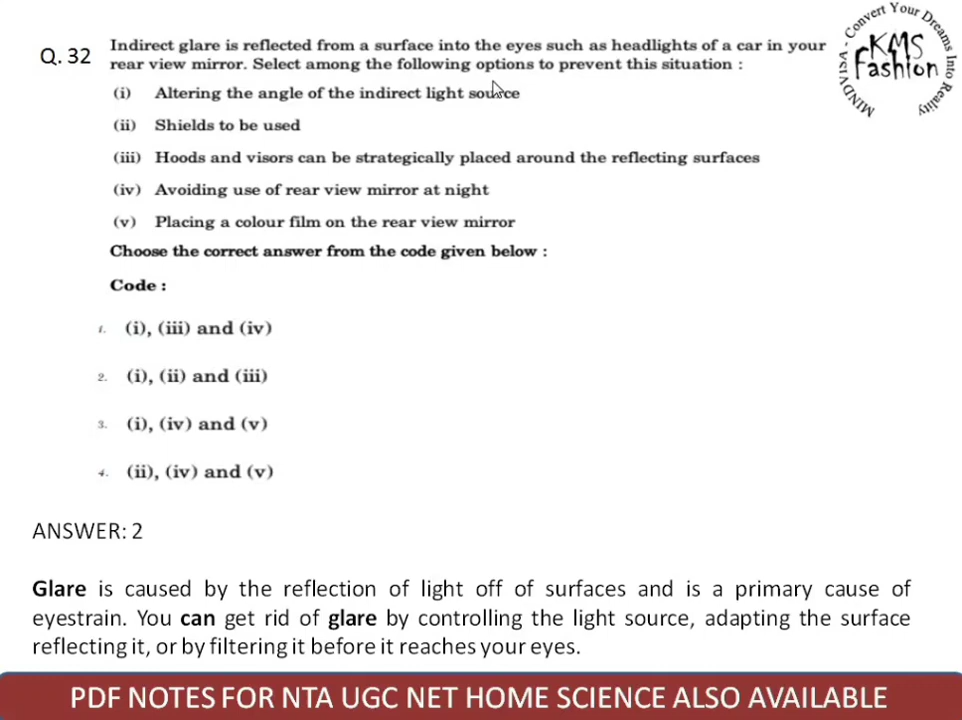 Q. 32 Indirect glare is reflected from a surface into the eyes such as headlights of a car in your
rear view mirror. Select among the following options to prevent this situation :
(i) Altering the angle of the indirect light source
(ii) Shields to be used
(iii) Hoods and visors can be strategically placed around the reflecting surfaces
(iv) Avoiding use of rear view mirror at night
(v) Placing a colour film on the rear view mirror
Choose the correct answer from the code given below :
Code :
1. (i), (iii) and (iv)
2. (i), (ii) and (iii)
3. (i), (iv) and (v)
4. (ii), (iv) and (v)
ANSWER: 2
Glare is caused by the reflection of light off of surfaces and is a primary cause of
eyestrain. You can get rid of glare by controlling the light source, adapting the surface
reflecting it, or by filtering it before it reaches your eyes.
PDF NOTES FOR NTA UGC NET HOME SCIENCE ALSO AVAILABLE
MINDVISA - Convert Your Dreams Into Reality
KMS
Fashion